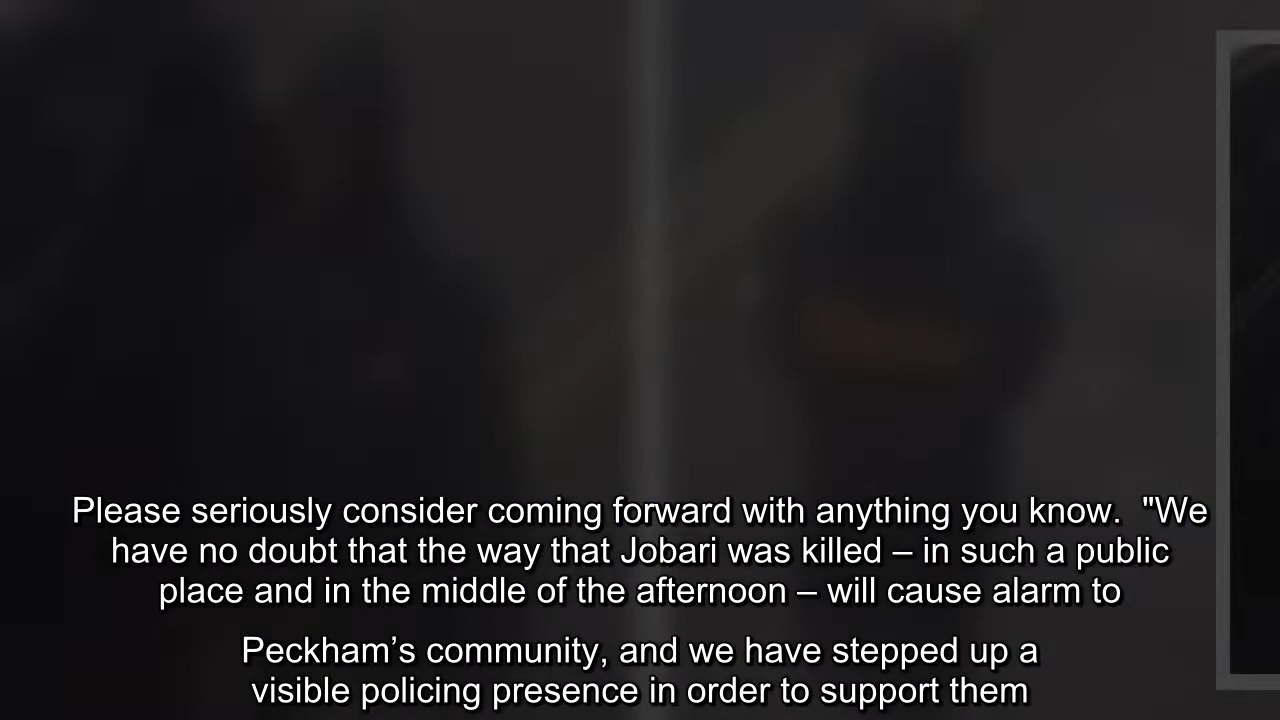 Please seriously consider coming forward with anything you know.  "We
have no doubt that the way that Jobari was killed – in such a public
place and in the middle of the afternoon – will cause alarm to
Peckham’s community, and we have stepped up a
visible policing presence in order to support them